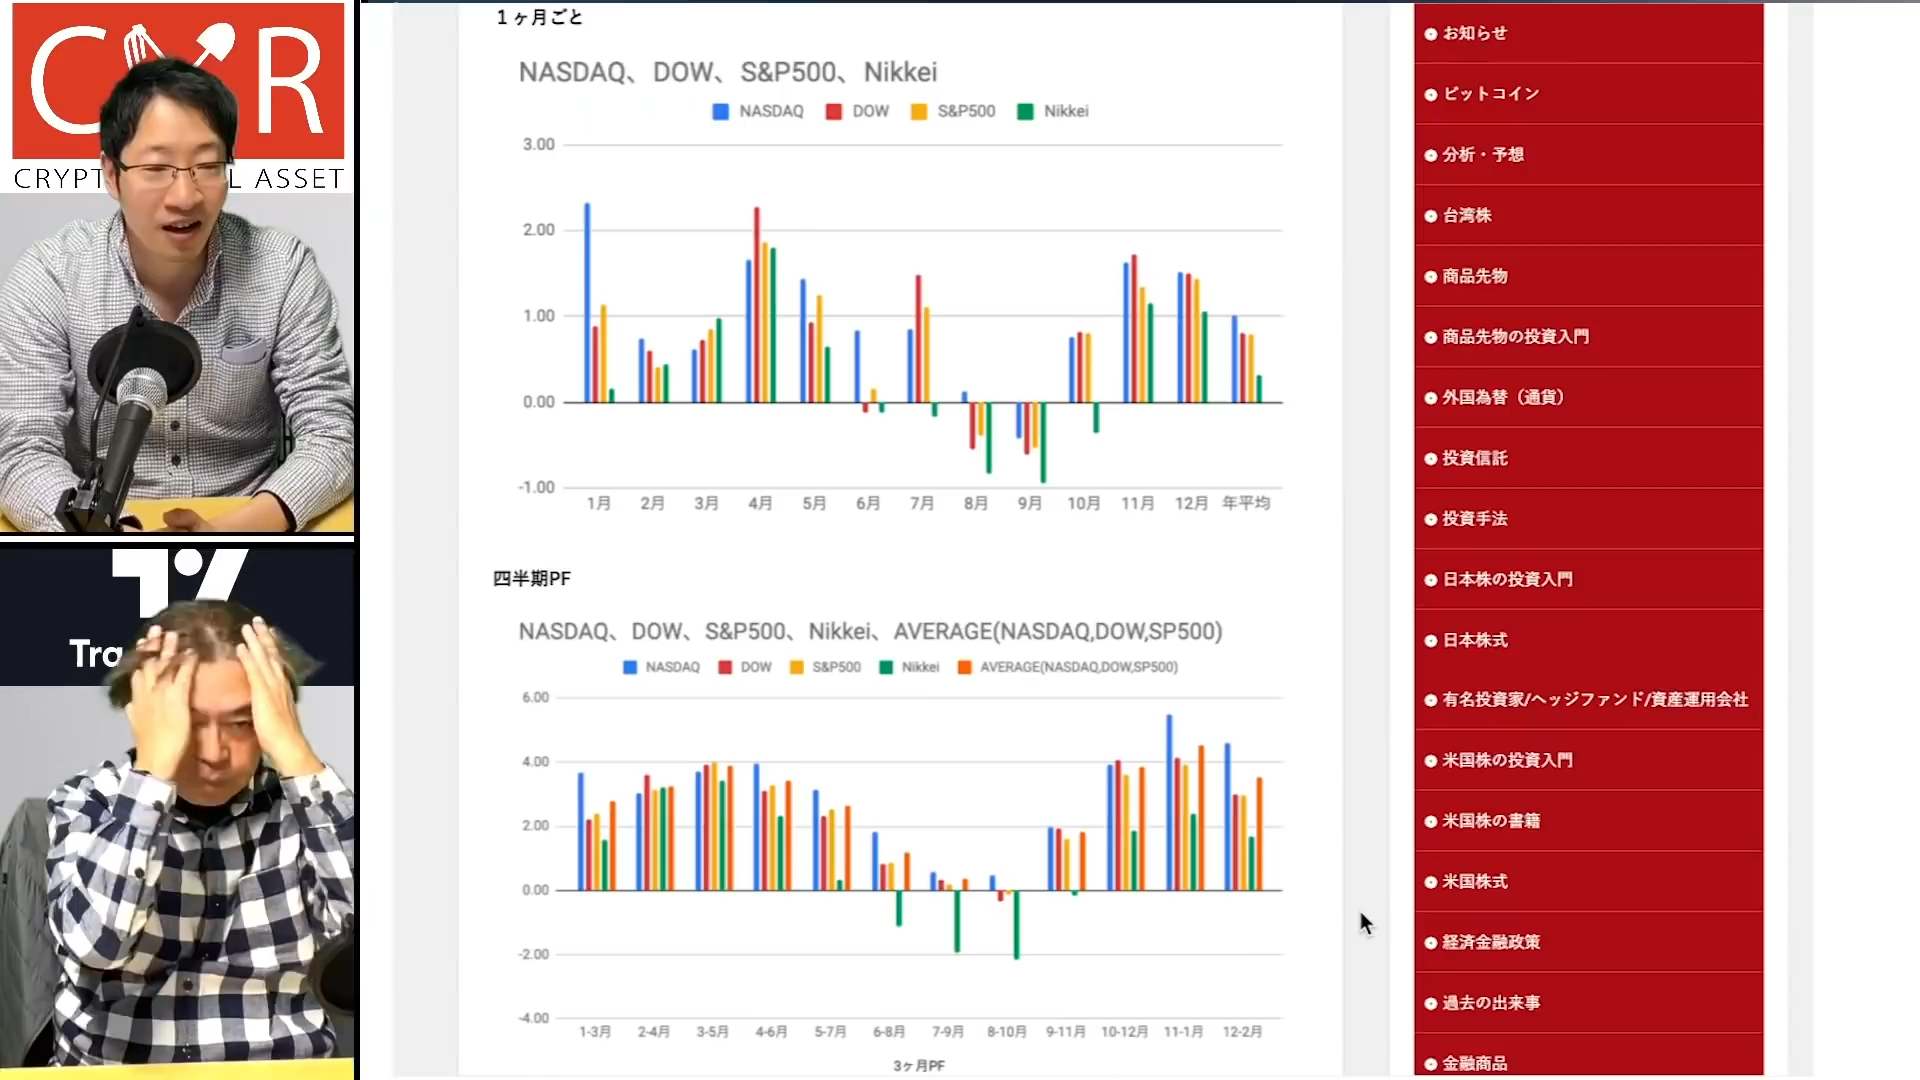 C R
CRYPT L ASSET
Tra
1ヶ月ごと
NASDAQ、DOW、S&P500、Nikkei
NASDAQ DOW S&P500 Nikkei
3.00
2.00
1.00
0.00
-1.00
1月 2月 3月 4月 5月 6月 7月 8月 9月 10月 11月 12月 年平均
四半期PF
NASDAQ、DOW、S&P500、Nikkei、AVERAGE(NASDAQ,DOW,SP500)
NASDAQ DOW S&P500 Nikkei AVERAGE(NASDAQ,DOW,SP500)
6.00
4.00
2.00
0.00
-2.00
-4.00
1-3月 2-4月 3-5月 4-6月 5-7月 6-8月 7-9月 8-10月 9-11月 10-12月 11-1月 12-2月
3ヶ月PF
お知らせ
ビットコイン
分析・予想
台湾株
商品先物
商品先物の投資入門
外国為替（通貨）
投資信託
投資手法
日本株の投資入門
日本株式
有名投資家/ヘッジファンド/資産運用会社
米国株の投資入門
米国株の書籍
米国株式
経済金融政策
過去の出来事
金融商品